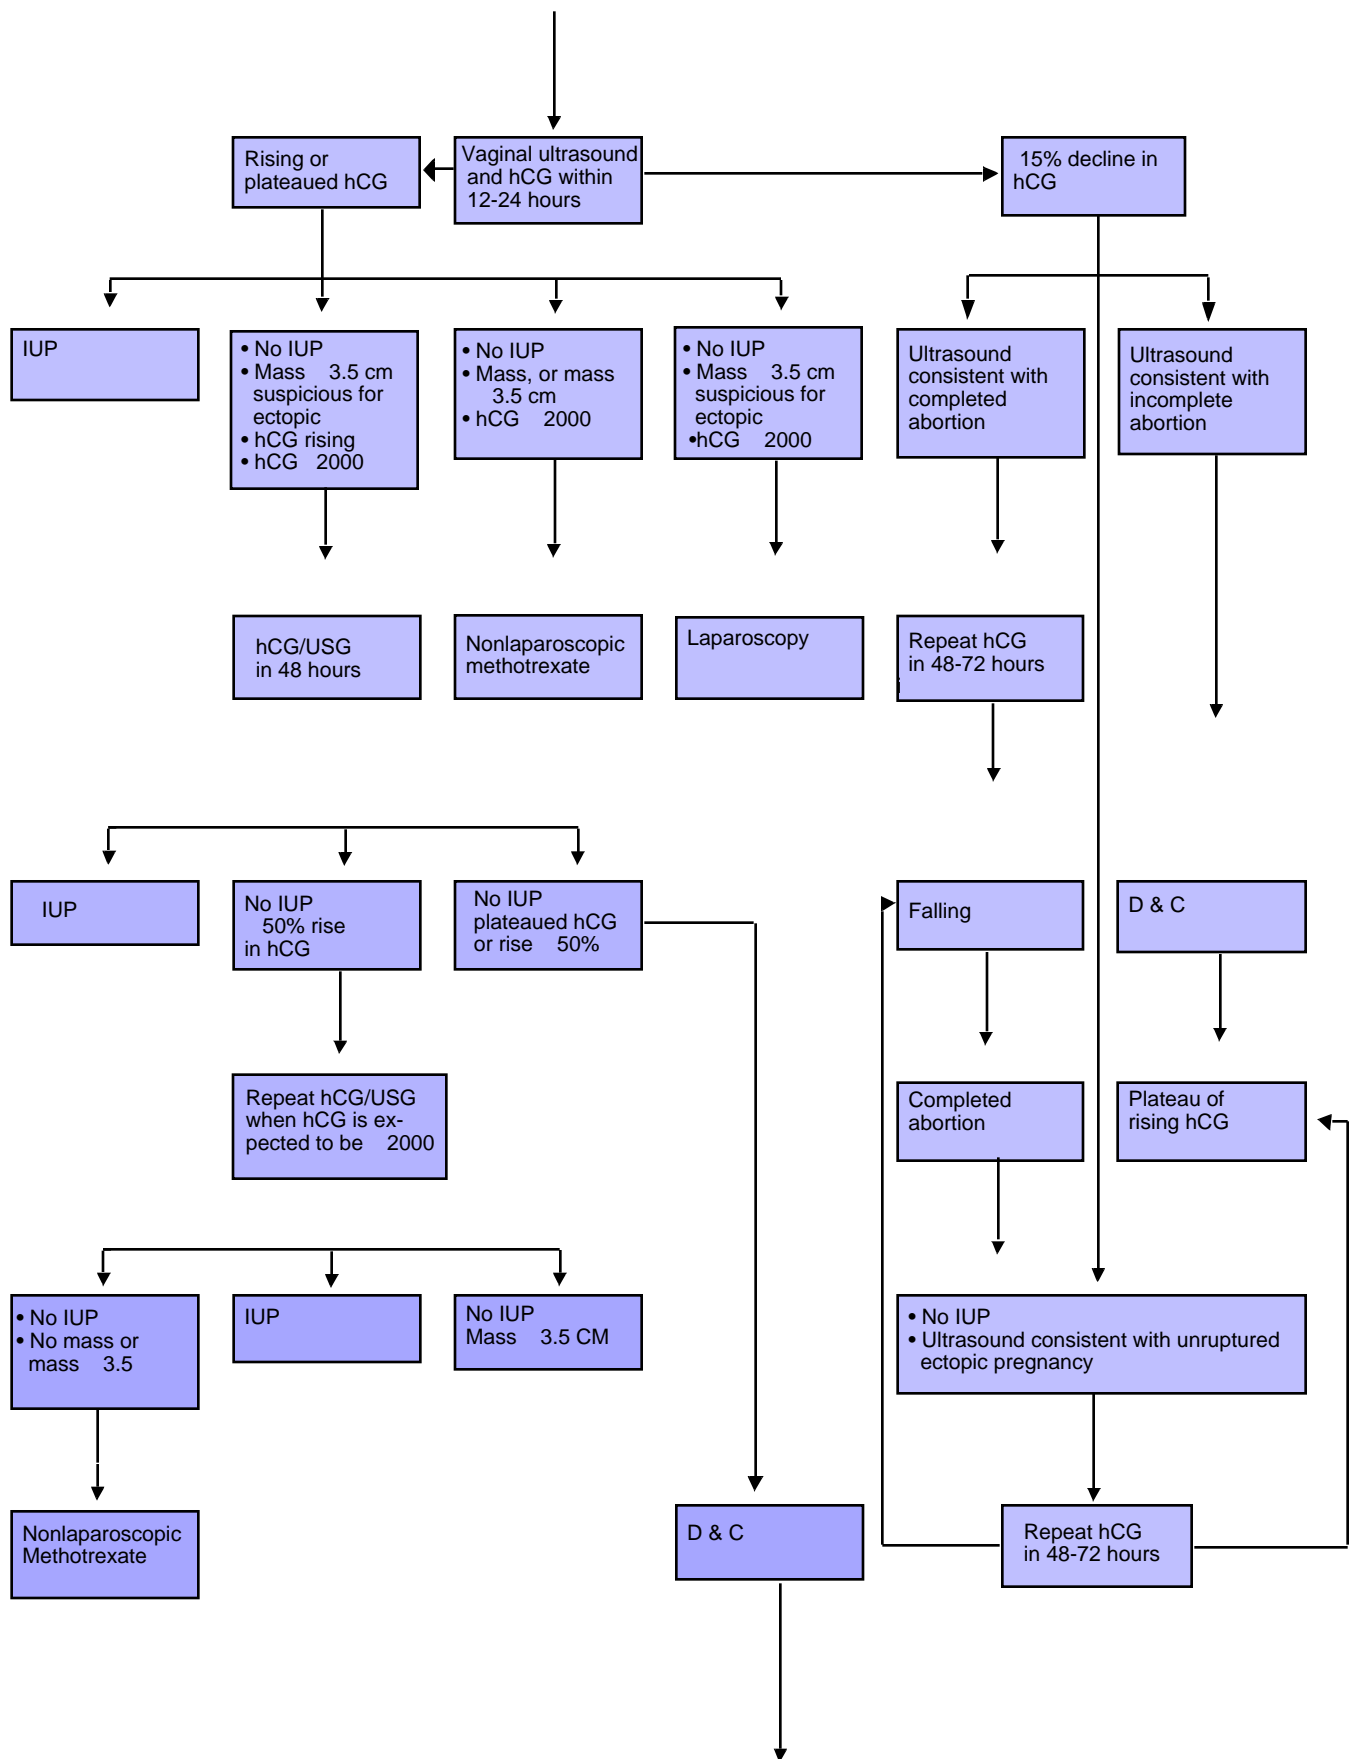 Rising or
plateaued hCG
Vaginal ultrasound
and hCG within
12-24 hours
15% decline in
hCG
IUP
• No IUP
• Mass 3.5 cm
suspicious for
ectopic
• hCG rising
• hCG 2000
• No IUP
• Mass, or mass
3.5 cm
• hCG 2000
• No IUP
• Mass 3.5 cm
suspicious for
ectopic
•hCG 2000
Ultrasound
consistent with
completed
abortion
Ultrasound
consistent with
incomplete
abortion
hCG/USG
in 48 hours
Nonlaparoscopic
methotrexate
Laparoscopy
Repeat hCG
in 48-72 hours
IUP
No IUP
50% rise
in hCG
No IUP
plateaued hCG
or rise 50%
Falling
D & C
Repeat hCG/USG
when hCG is ex-
pected to be 2000
Completed
abortion
Plateau of
rising hCG
• No IUP
• No mass or
mass 3.5
IUP
No IUP
Mass 3.5 CM
• No IUP
• Ultrasound consistent with unruptured
ectopic pregnancy
Nonlaparoscopic
Methotrexate
D & C
Repeat hCG
in 48-72 hours